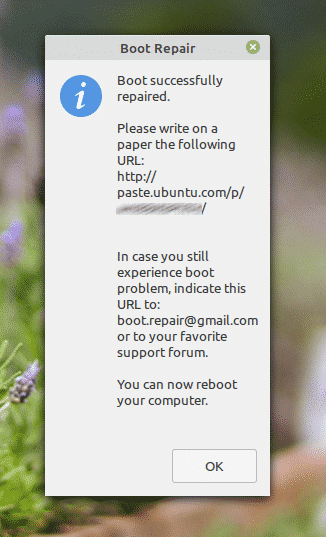 Boot Repair
Boot successfully
repaired.
Please write on a
paper the following
URL:
http://
paste.ubuntu.com/p/
/
In case you still
experience boot
problem, indicate this
URL to:
boot.repair@gmail.com
or to your favorite
support forum.
You can now reboot
your computer.
OK